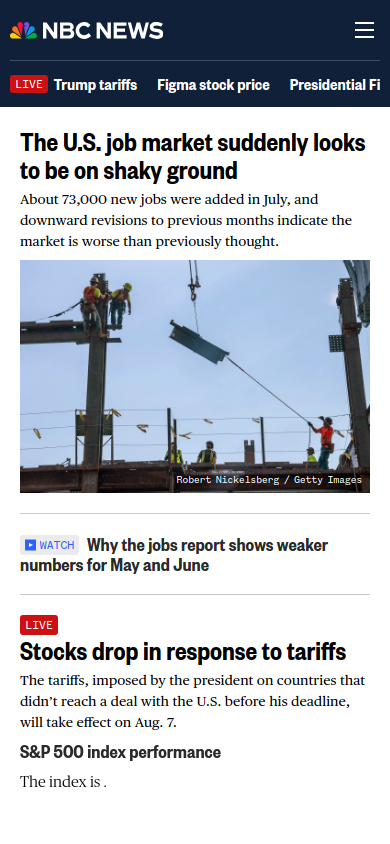 NBC NEWS
LIVE Trump tariffs Figma stock price Presidential Fi
The U.S. job market suddenly looks
to be on shaky ground
About 73,000 new jobs were added in July, and
downward revisions to previous months indicate the
market is worse than previously thought.
Robert Nickelsberg / Getty Images
WATCH Why the jobs report shows weaker
numbers for May and June
LIVE
Stocks drop in response to tariffs
The tariffs, imposed by the president on countries that
didn’t reach a deal with the U.S. before his deadline,
will take effect on Aug. 7.
S&P 500 index performance
The index is .